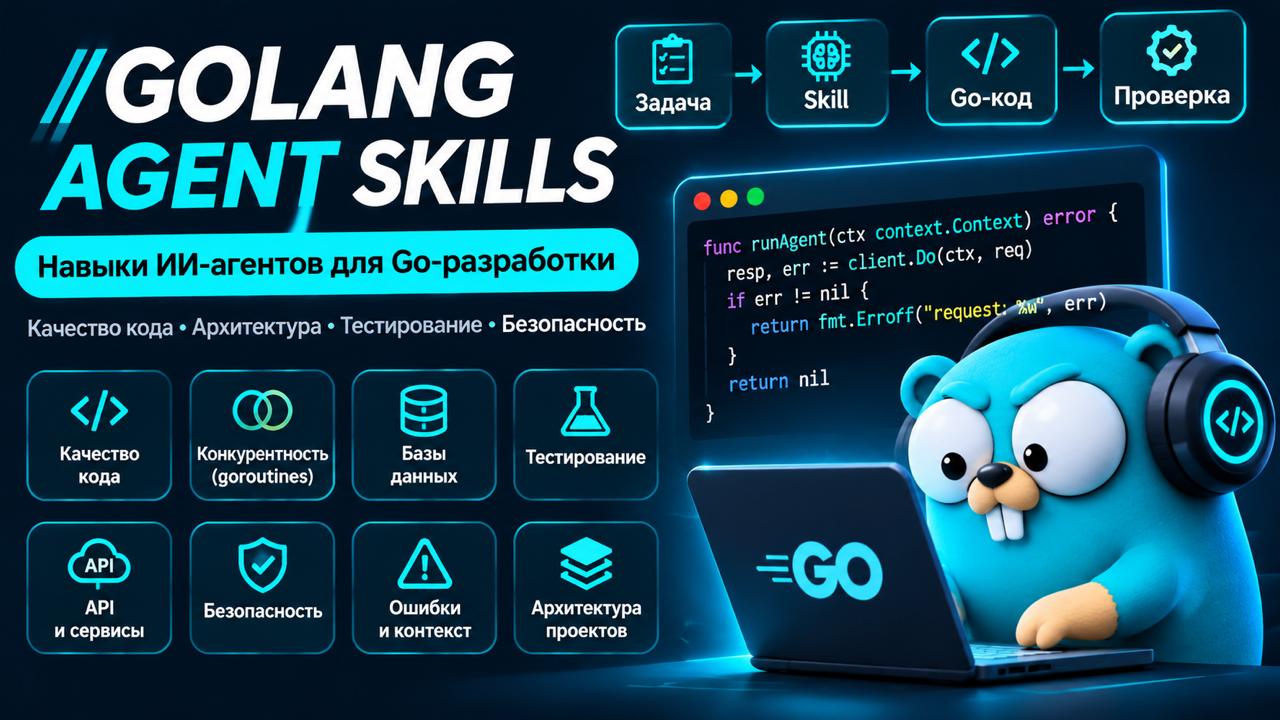 //GOLANG
AGENT SKILLS
Навыки ИИ-агентов для Go-разработки
Качество кода • Архитектура • Тестирование • Безопасность
Задача
Skill
</>
Go-код
Проверка
func runAgent(ctx context.Context) error {
resp, err := client.Do(ctx, req)
if err != nil {
return fmt.Erroff("request: %w", err)
}
return nil
}
</>
Качество
кода
Конкурентность
(goroutines)
Базы
данных
Тестирование
API
API
и сервисы
Безопасность
Ошибки
и контекст
Архитектура
проектов
GO
</>